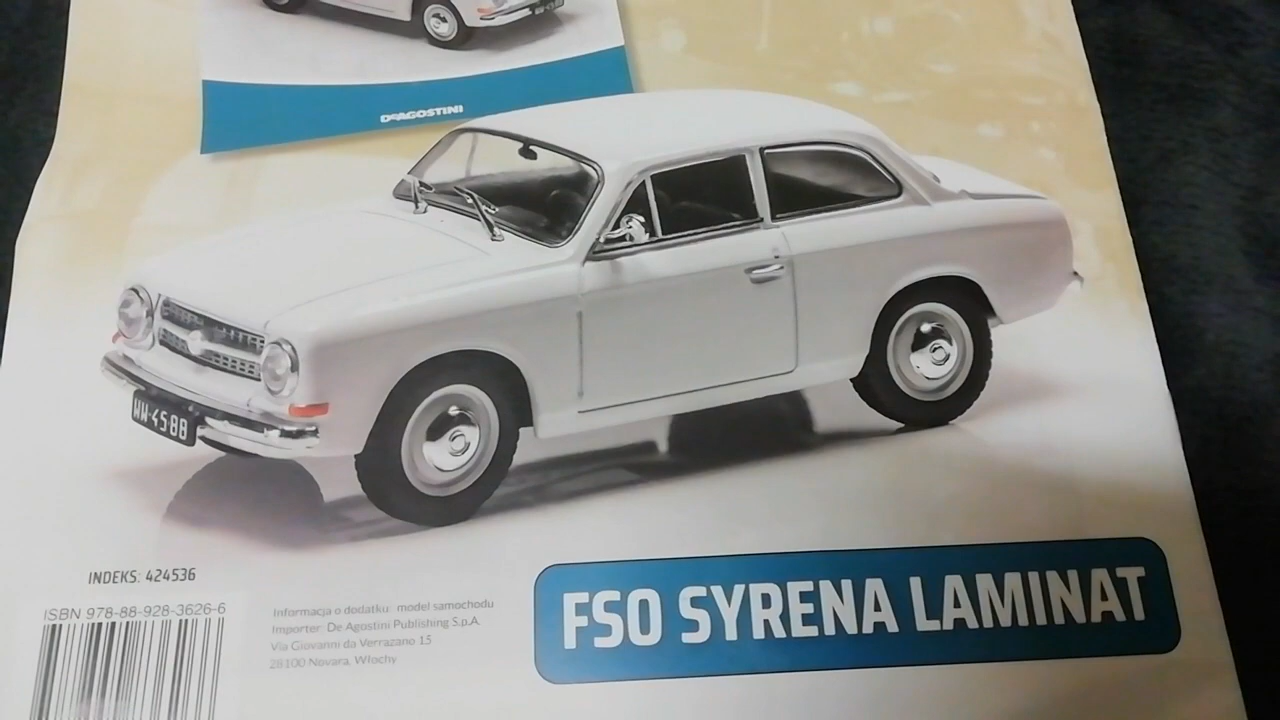 DEAGOSTINI
WW-4588
INDEKS: 424536
ISBN 978-88-928-3626-6
Informacja o dodatku: model samochodu
Importer: De Agostini Publishing S.p.A.
Via Giovanni da Verrazano 15
28100 Novara, Włochy
FSO SYRENA LAMINAT